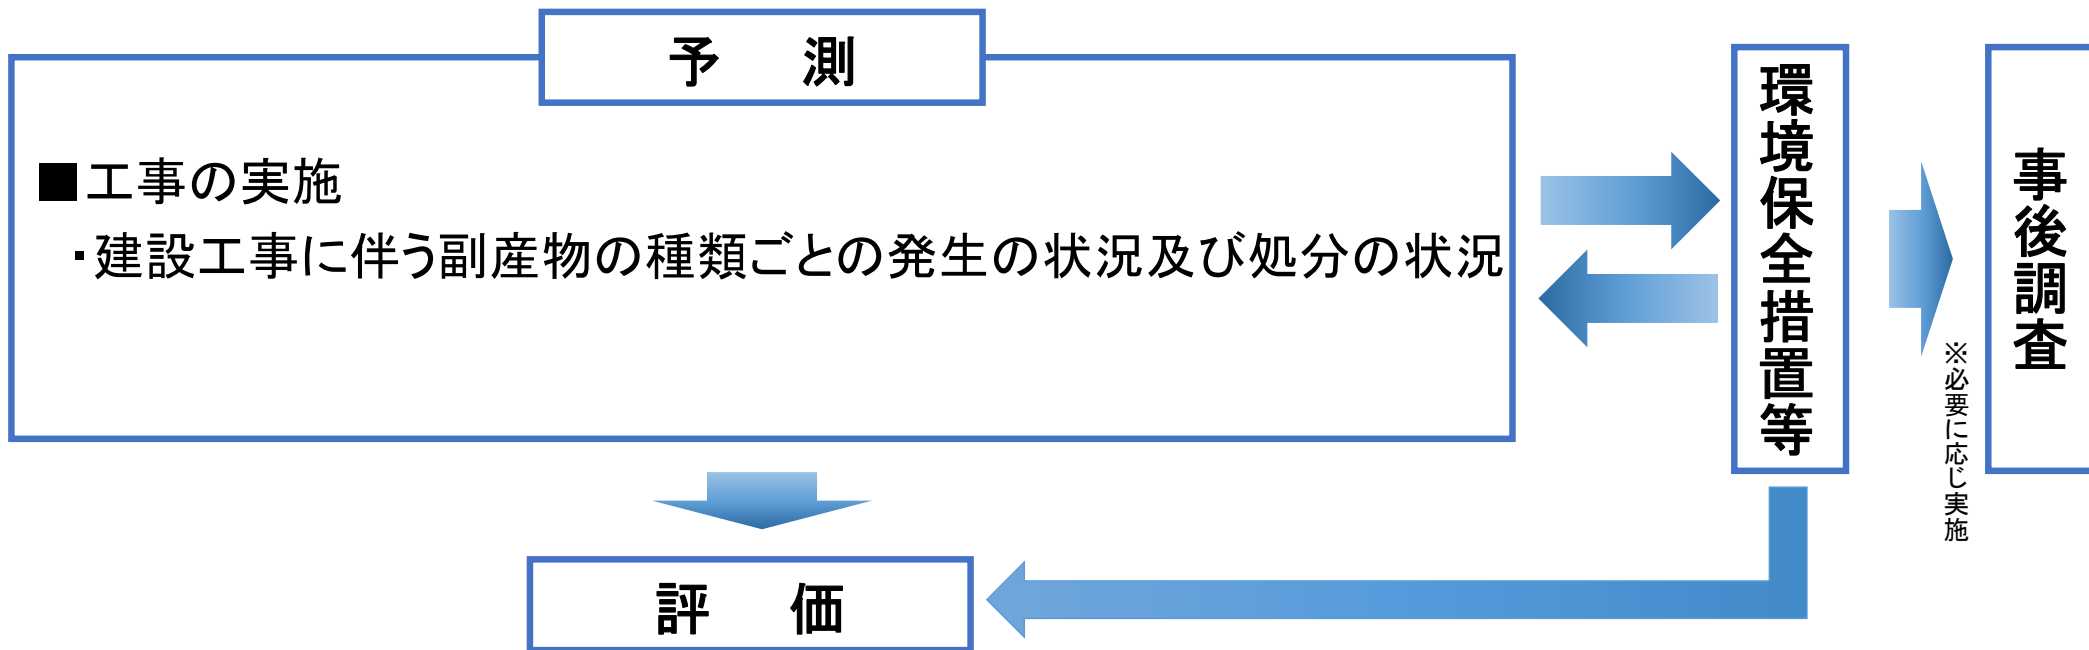 予　測
■工事の実施
・建設工事に伴う副産物の種類ごとの発生の状況及び処分の状況
環境保全措置等
事後調査
※必要に応じ実施
評　価